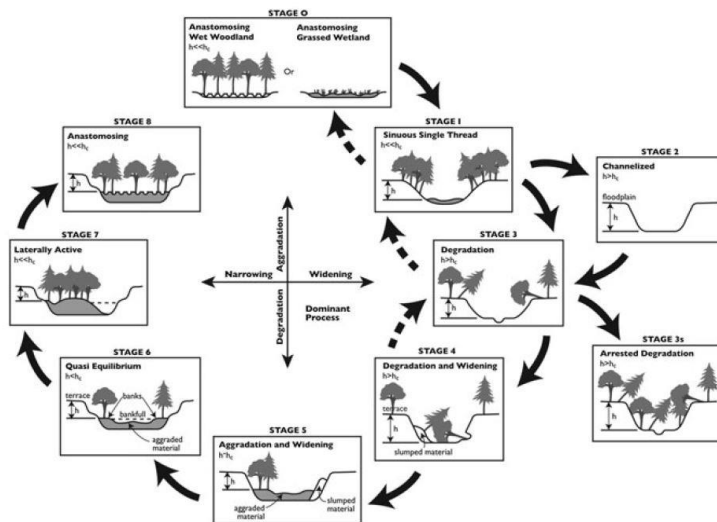 STAGE O
Anastomosing
Wet Woodland
h<<hc
Or
Anastomosing
Grassed Wetland
STAGE I
Sinuous Single Thread
h<<hc
h
STAGE 2
Channelized
h>hc
floodplain
h
STAGE 3
Degradation
h>hc
h
STAGE 3s
Arrested Degradation
h>hc
h
STAGE 4
Degradation and Widening
h>hc
terrace
h
slumped material
STAGE 5
Aggradation and Widening
h~hc
h
aggraded
material
slumped
material
STAGE 6
Quasi Equilibrium
h<hc
terrace
banks
h
bankfull
aggraded
material
STAGE 7
Laterally Active
h<<hc
h
STAGE 8
Anastomosing
h<<hc
h
Aggradation
Narrowing
Widening
Degradation
Dominant
Process